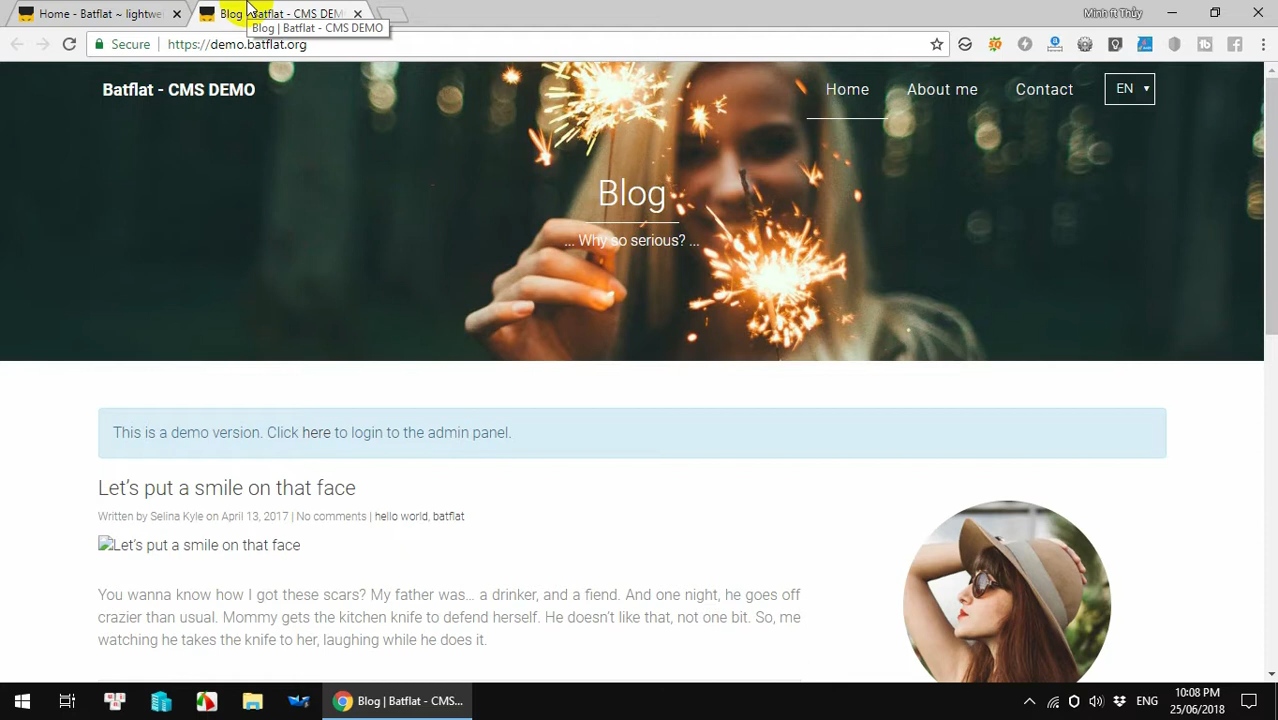 Home - Batflat ~ lightwei
Blog | Batflat - CMS DEM
Minh ft Thúy
Blog | Batflat - CMS DEMO
Secure
https://demo.batflat.org
Batflat - CMS DEMO
Home
About me
Contact
EN
Blog
... Why so serious? ...
This is a demo version. Click here to login to the admin panel.
Let's put a smile on that face
Written by Selina Kyle on April 13, 2017 | No comments | hello world, batflat
Let's put a smile on that face
You wanna know how I got these scars? My father was... a drinker, and a fiend. And one night, he goes off
crazier than usual. Mommy gets the kitchen knife to defend herself. He doesn't like that, not one bit. So, me
watching he takes the knife to her, laughing while he does it.
Blog | Batflat - CMS...
ENG
10:08 PM
25/06/2018